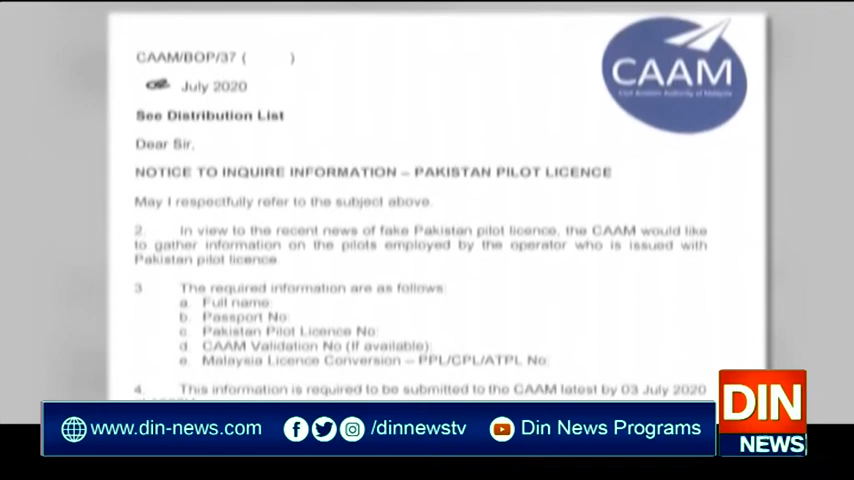 CAAM/BOP/37 ( )
July 2020
See Distribution List
Dear Sir,
NOTICE TO INQUIRE INFORMATION – PAKISTAN PILOT LICENCE
May I respectfully refer to the subject above.
2. In view to the recent news of fake Pakistan pilot licence, the CAAM would like
to gather information on the pilots employed by the operator who is issued with
Pakistan pilot licence.
3 The required information are as follows:
a. Full name:
b. Passport No:
c. Pakistan Pilot Licence No:
d. CAAM Validation No (If available):
e. Malaysia Licence Conversion – PPL/CPL/ATPL No:
4. This information is required to be submitted to the CAAM latest by 03 July 2020
CAAM
Civil Aviation Authority of Malaysia
www.din-news.com
/dinnewstv
Din News Programs
DIN
NEWS